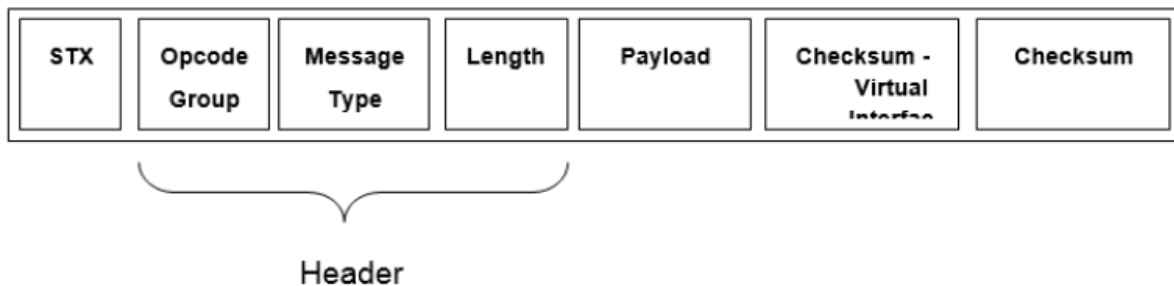 STX
Opcode
Group
Message
Type
Length
Payload
Checksum -
Virtual
Checksum
Header